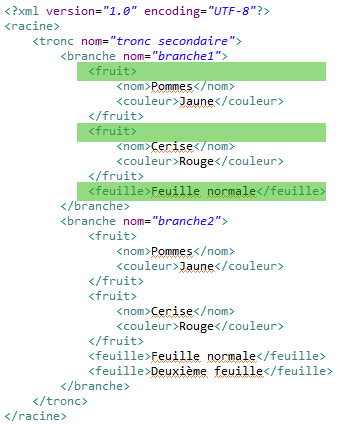 <?xml version="1.0" encoding="UTF-8"?>
<racine>
<tronc nom="tronc secondaire">
<branche nom="branche1">
<fruit>
<nom>Pommes</nom>
<couleur>Jaune</couleur>
</fruit>
<fruit>
<nom>Cerise</nom>
<couleur>Rouge</couleur>
</fruit>
<feuille>Feuille normale</feuille>
</branche>
<branche nom="branche2">
<fruit>
<nom>Pommes</nom>
<couleur>Jaune</couleur>
</fruit>
<fruit>
<nom>Cerise</nom>
<couleur>Rouge</couleur>
</fruit>
<feuille>Feuille normale</feuille>
<feuille>Deuxième feuille</feuille>
</branche>
</tronc>
</racine>